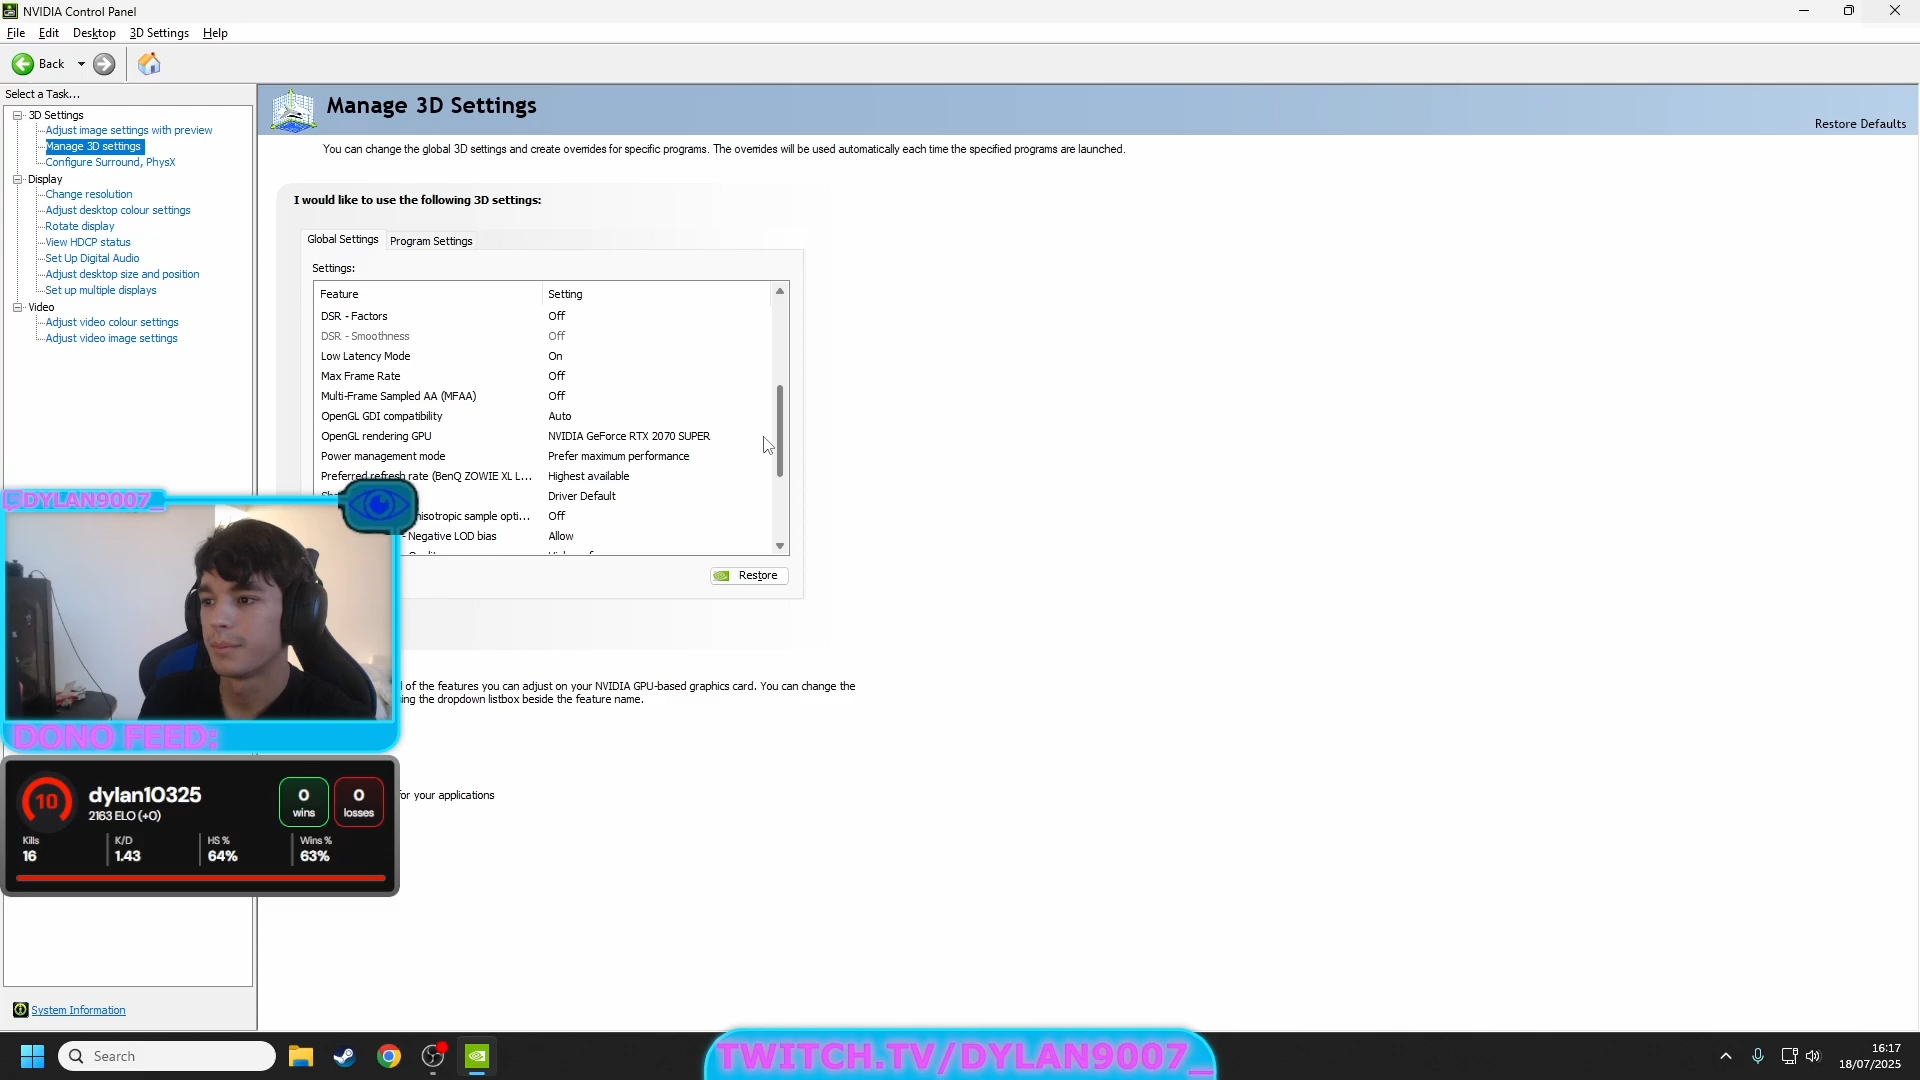 NVIDIA Control Panel
File Edit Desktop 3D Settings Help
Back
Select a Task...
3D Settings
Adjust image settings with preview
Manage 3D settings
Configure Surround, PhysX
Display
Change resolution
Adjust desktop colour settings
Rotate display
View HDCP status
Set Up Digital Audio
Adjust desktop size and position
Set up multiple displays
Video
Adjust video colour settings
Adjust video image settings
Manage 3D Settings
Restore Defaults
You can change the global 3D settings and create overrides for specific programs. The overrides will be used automatically each time the specified programs are launched.
I would like to use the following 3D settings:
Global Settings Program Settings
Settings:
Feature Setting
DSR - Factors Off
DSR - Smoothness Off
Low Latency Mode On
Max Frame Rate Off
Multi-Frame Sampled AA (MFAA) Off
OpenGL GDI compatibility Auto
OpenGL rendering GPU NVIDIA GeForce RTX 2070 SUPER
Power management mode Prefer maximum performance
Preferred refresh rate (BenQ ZOWIE XL L... Highest available
Driver Default
nisotropic sample opti... Off
- Negative LOD bias Allow
Restore
l of the features you can adjust on your NVIDIA GPU-based graphics card. You can change the
ing the dropdown listbox beside the feature name.
for your applications
DYLAN9007_
DONO FEED:
10
dylan10325
2163 ELO (+0)
0 wins
0 losses
Kills K/D HS % Wins %
16 1.43 64% 63%
System Information
Search
TWITCH.TV/DYLAN9007_
16:17
18/07/2025